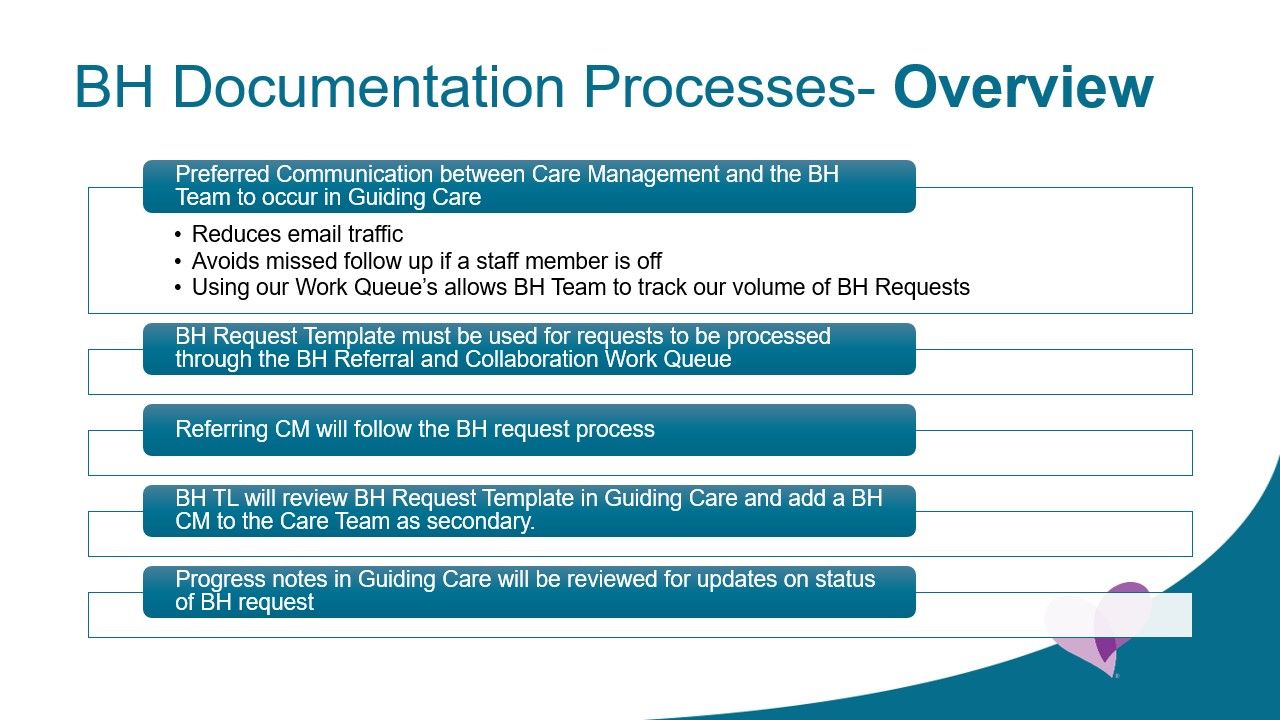 BH Documentation Processes- Overview
Preferred Communication between Care Management and the BH
Team to occur in Guiding Care
• Reduces email traffic
• Avoids missed follow up if a staff member is off
• Using our Work Queue’s allows BH Team to track our volume of BH Requests
BH Request Template must be used for requests to be processed
through the BH Referral and Collaboration Work Queue
Referring CM will follow the BH request process
BH TL will review BH Request Template in Guiding Care and add a BH
CM to the Care Team as secondary.
Progress notes in Guiding Care will be reviewed for updates on status
of BH request